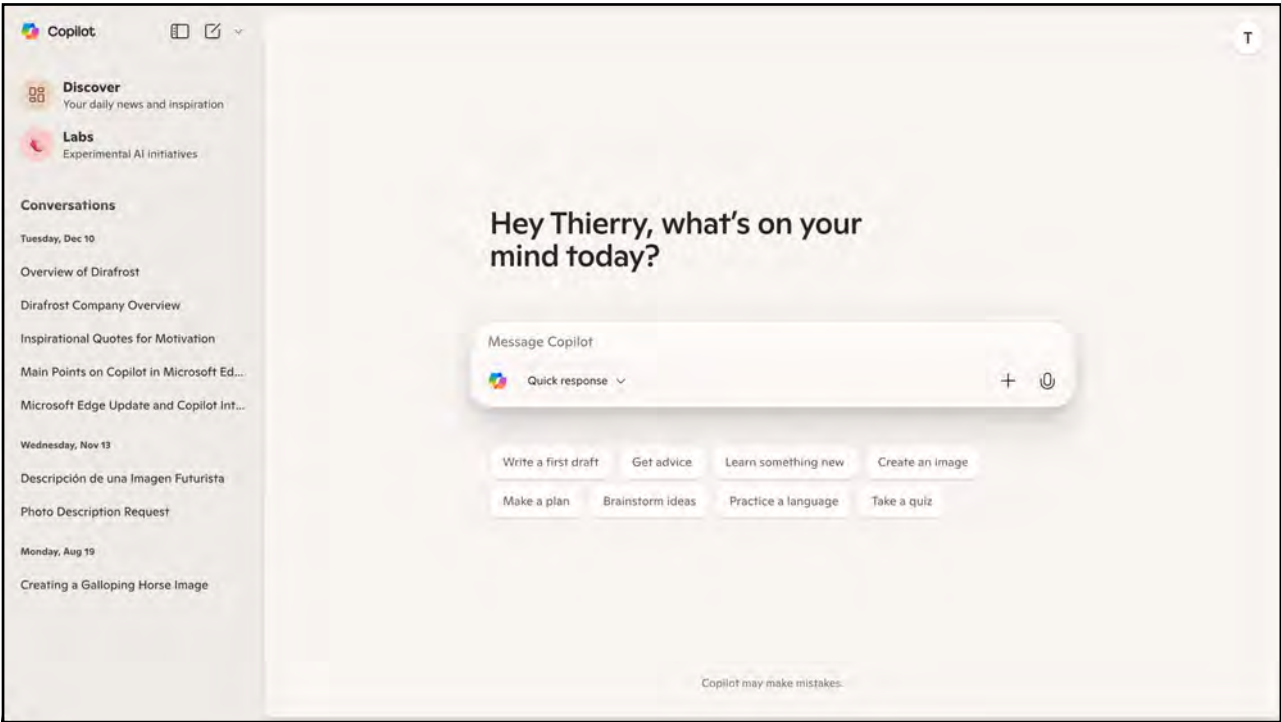 Copilot
T
Discover
Your daily news and inspiration
Labs
Experimental AI initiatives
Conversations
Tuesday, Dec 10
Overview of Dirafrost
Dirafrost Company Overview
Inspirational Quotes for Motivation
Main Points on Copilot in Microsoft Ed...
Microsoft Edge Update and Copilot Int...
Wednesday, Nov 13
Descripción de una Imagen Futurista
Photo Description Request
Monday, Aug 19
Creating a Galloping Horse Image
Hey Thierry, what's on your
mind today?
Message Copilot
Quick response
Write a first draft
Get advice
Learn something new
Create an image
Make a plan
Brainstorm ideas
Practice a language
Take a quiz
Copilot may make mistakes.